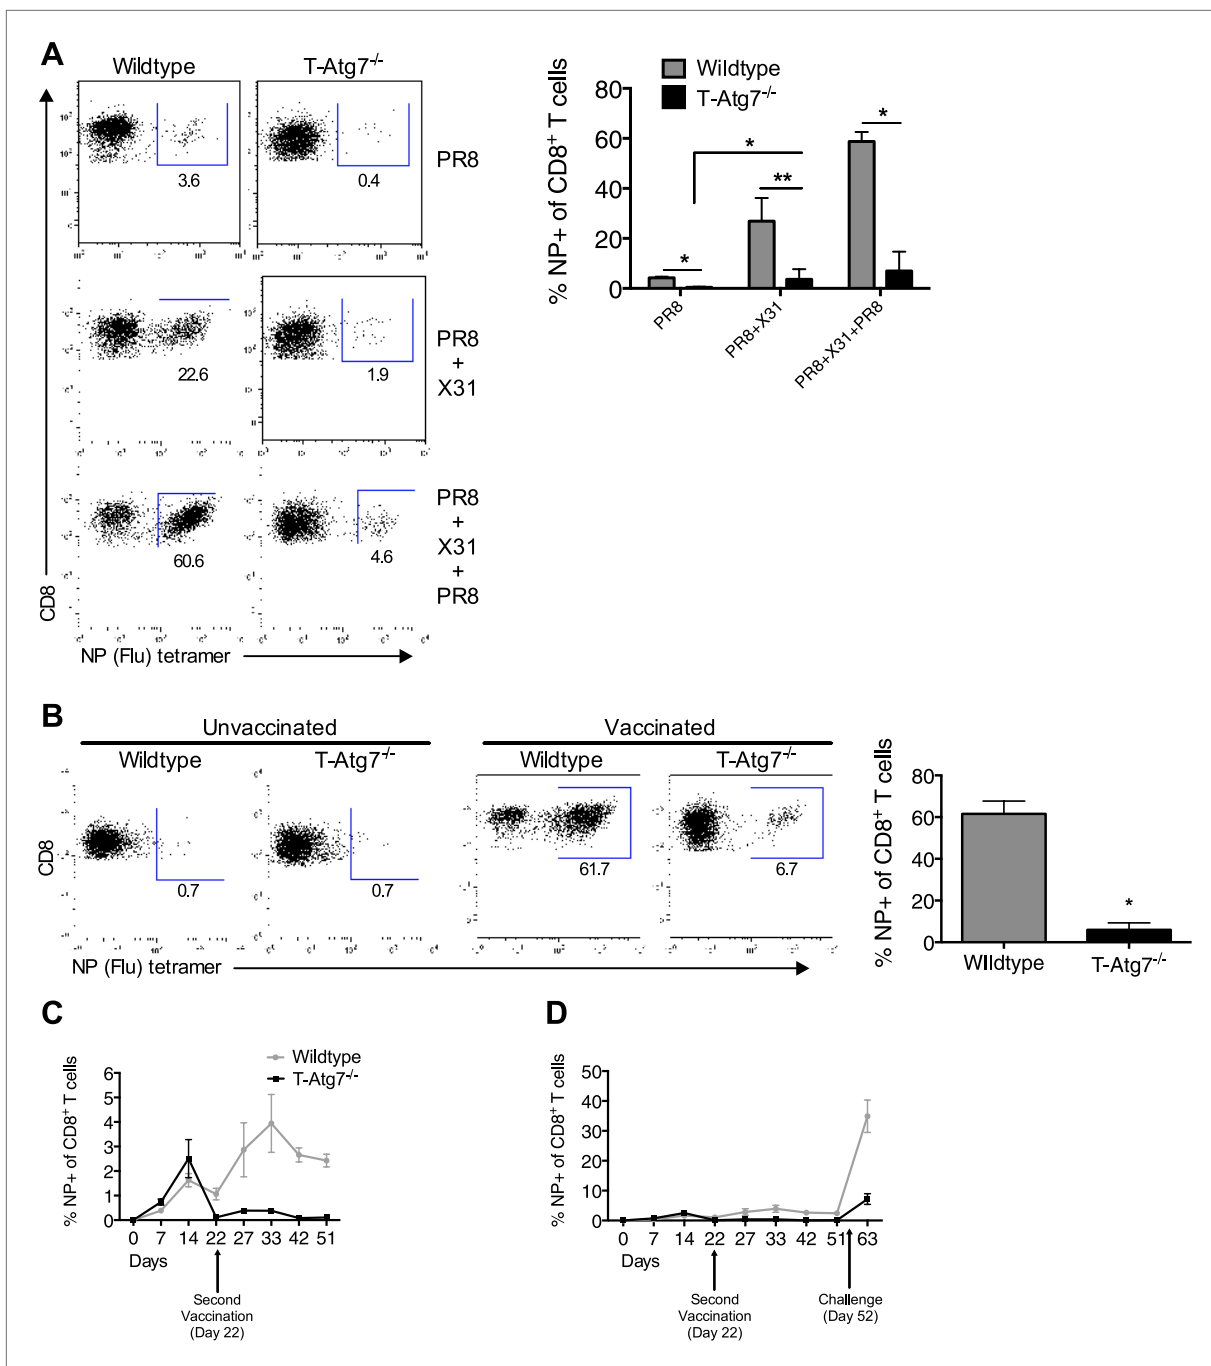 A
Wildtype
T-Atg7-/-
3.6
0.4
PR8
22.6
1.9
PR8
+
X31
60.6
4.6
PR8
+
X31
+
PR8
CD8
NP (Flu) tetramer
% NP+ of CD8+ T cells
Wildtype
T-Atg7-/-
80
60
40
20
0
*
**
*
*
PR8
PR8+X31
PR8+X31+PR8
B
Unvaccinated
Vaccinated
Wildtype
T-Atg7-/-
Wildtype
T-Atg7-/-
CD8
0.7
0.7
61.7
6.7
NP (Flu) tetramer
% NP+ of CD8+ T cells
80
60
40
20
0
*
WIldtype
T-Atg7-/-
C
% NP+ of CD8+ T cells
Wildtype
T-Atg7-/-
6
5
4
3
2
1
0
0 7 14 22 27 33 42 51
Days
Second
Vaccination
(Day 22)
D
% NP+ of CD8+ T cells
50
40
30
20
10
0
0 7 14 22 27 33 42 51 63
Days
Second
Vaccination
(Day 22)
Challenge
(Day 52)